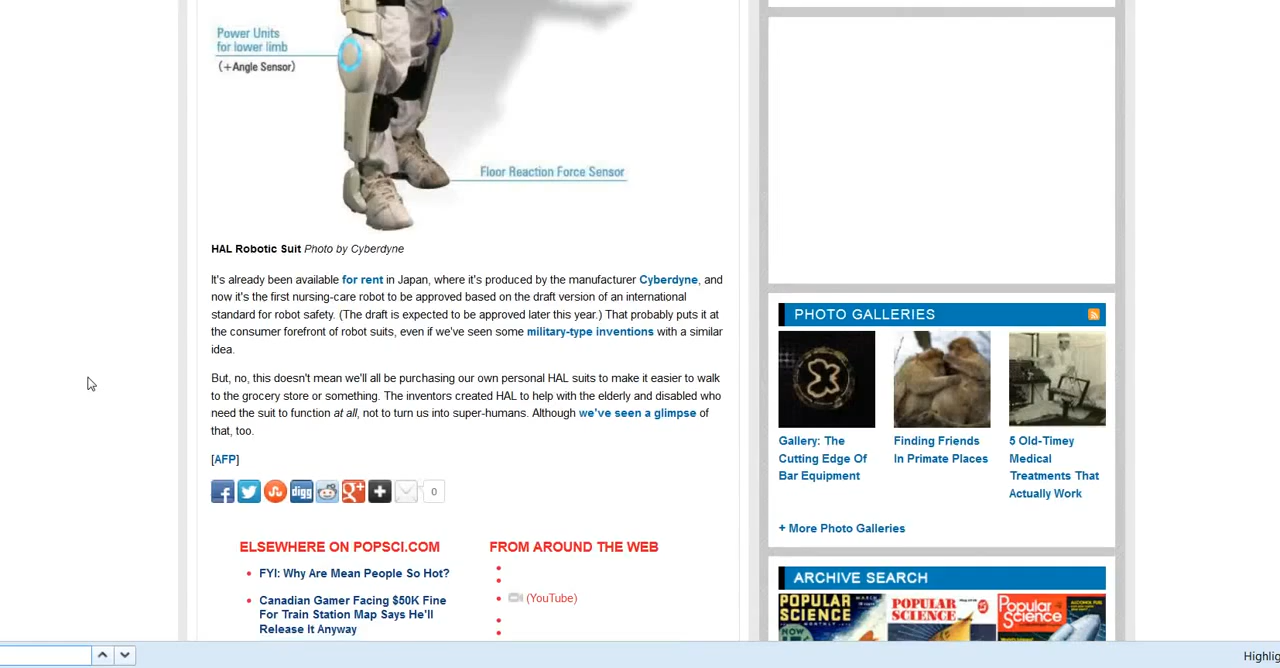 Power Units
for lower limb
(+Angle Sensor)
Floor Reaction Force Sensor
HAL Robotic Suit Photo by Cyberdyne
It's already been available for rent in Japan, where it's produced by the manufacturer Cyberdyne, and
now it's the first nursing-care robot to be approved based on the draft version of an international
standard for robot safety. (The draft is expected to be approved later this year.) That probably puts it at
the consumer forefront of robot suits, even if we've seen some military-type inventions with a similar
idea.
But, no, this doesn't mean we'll all be purchasing our own personal HAL suits to make it easier to walk
to the grocery store or something. The inventors created HAL to help with the elderly and disabled who
need the suit to function at all, not to turn us into super-humans. Although we've seen a glimpse of
that, too.
[AFP]
digg
0
ELSEWHERE ON POPSCI.COM
FYI: Why Are Mean People So Hot?
Canadian Gamer Facing $50K Fine
For Train Station Map Says He'll
Release It Anyway
FROM AROUND THE WEB
(YouTube)
PHOTO GALLERIES
Gallery: The
Cutting Edge Of
Bar Equipment
Finding Friends
In Primate Places
5 Old-Timey
Medical
Treatments That
Actually Work
+ More Photo Galleries
ARCHIVE SEARCH
POPULAR
SCIENCE
MONTHLY
NOW
POPULAR
SCIENCE
Popular
Science
Highlig